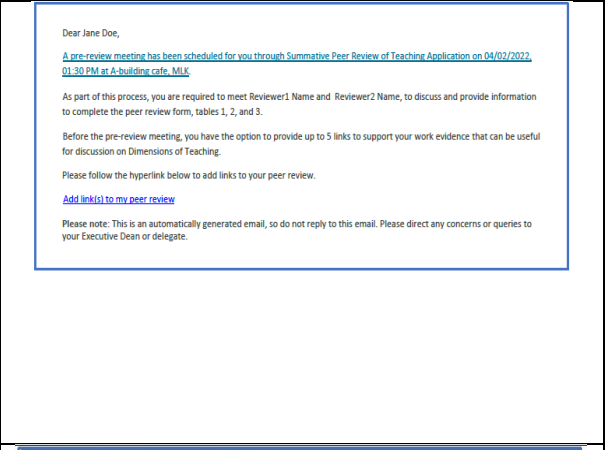 Dear Jane Doe,
A pre-review meeting has been scheduled for you through Summative Peer Review of Teaching Application on 04/02/2022,
01:30 PM at A-building cafe, MLK.
As part of this process, you are required to meet Reviewer1 Name and  Reviewer2 Name, to discuss and provide information
to complete the peer review form, tables 1, 2, and 3.
Before the pre-review meeting, you have the option to provide up to 5 links to support your work evidence that can be useful
for discussion on Dimensions of Teaching.
Please follow the hyperlink below to add links to your peer review.
Add link(s) to my peer review
Please note: This is an automatically generated email, so do not reply to this email. Please direct any concerns or queries to
your Executive Dean or delegate.